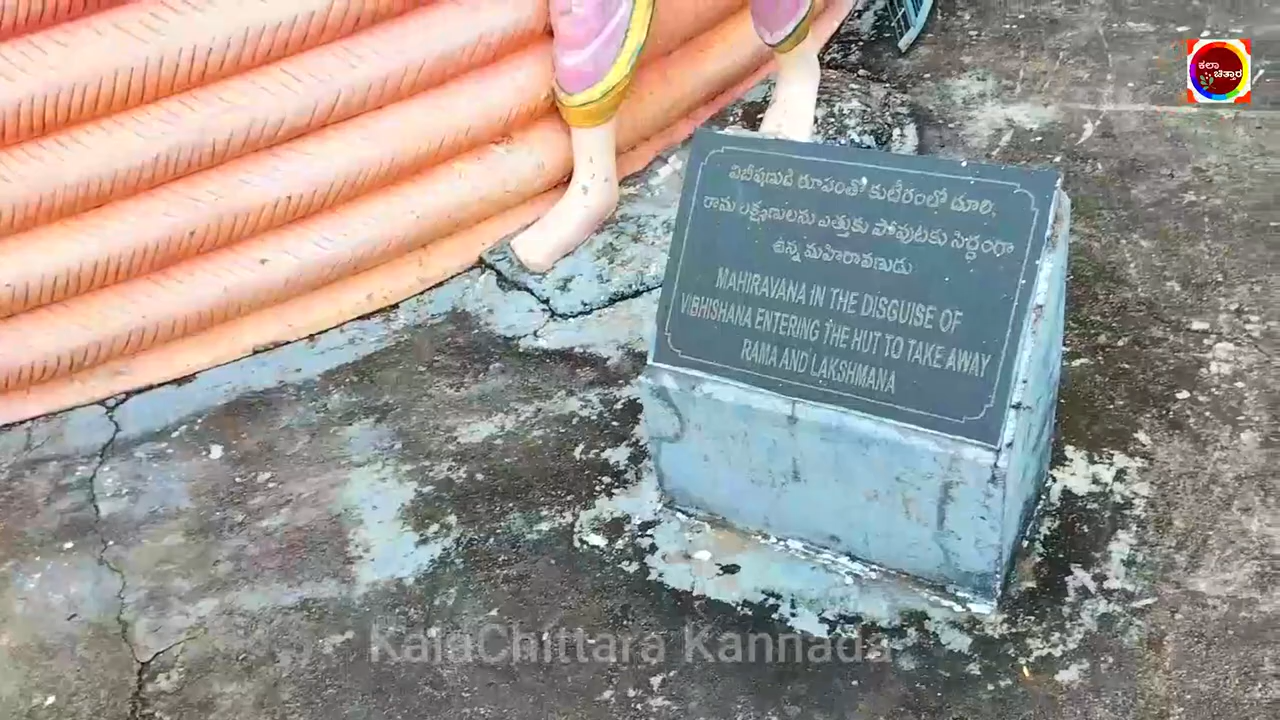 ಕಲಾ
ಚಿತ್ತಾರ
విబీషణుడి రూపంతో కుటీరంలో దూరి,
రామ లక్ష్మణులను ఎత్తుకు పోవుటకు సిద్ధంగా
ఉన్న మహిరావణుడు
MAHIRAVANA IN THE DISGUISE OF
VIBHISHANA ENTERING THE HUT TO TAKE AWAY
RAMA AND LAKSHMANA
KalaChittara Kannada